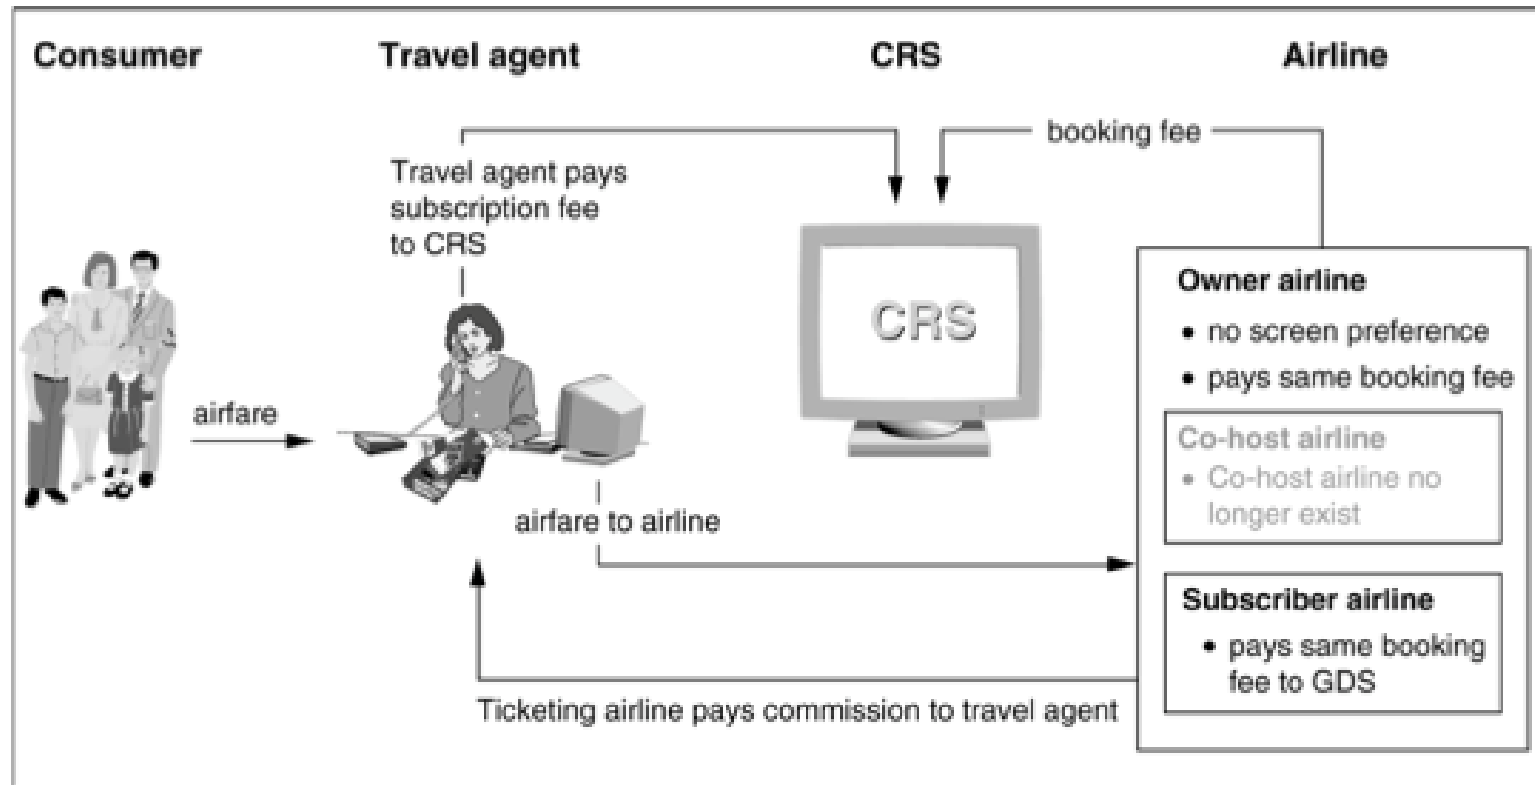 Consumer
Travel agent
CRS
Airline
booking fee
Travel agent pays
subscription fee
to CRS
CRS
Owner airline
• no screen preference
• pays same booking fee
airfare
Co-host airline
• Co-host airline no
longer exist
airfare to airline
Subscriber airline
• pays same booking
fee to GDS
Ticketing airline pays commission to travel agent